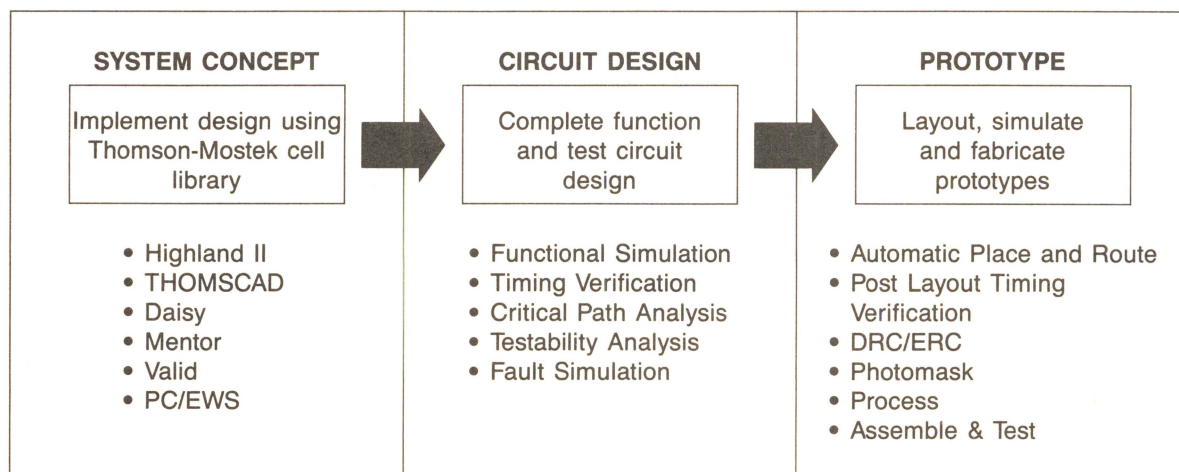 SYSTEM CONCEPT
Implement design using
Thomson-Mostek cell
library
• Highland II
• THOMSCAD
• Daisy
• Mentor
• Valid
• PC/EWS
CIRCUIT DESIGN
Complete function
and test circuit
design
• Functional Simulation
• Timing Verification
• Critical Path Analysis
• Testability Analysis
• Fault Simulation
PROTOTYPE
Layout, simulate
and fabricate
prototypes
• Automatic Place and Route
• Post Layout Timing
Verification
• DRC/ERC
• Photomask
• Process
• Assemble & Test